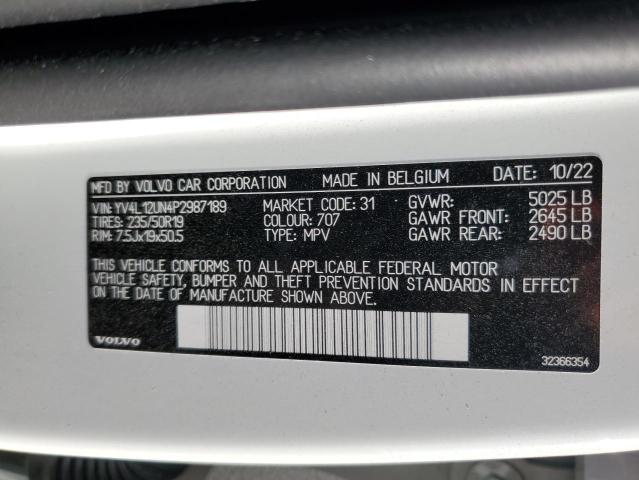 MFD BY VOLVO CAR CORPORATION MADE IN BELGIUM DATE: 10/22
VIN: YV4L12UN4P2987189 MARKET CODE: 31 GVWR: 5025 LB
TIRES: 235/50R19 COLOUR: 707 GAWR FRONT: 2645 LB
RIM: 7.5Jx19x50.5 TYPE: MPV GAWR REAR: 2490 LB
THIS VEHICLE CONFORMS TO ALL APPLICABLE FEDERAL MOTOR
VEHICLE SAFETY, BUMPER AND THEFT PREVENTION STANDARDS IN EFFECT
ON THE DATE OF MANUFACTURE SHOWN ABOVE.
VOLVO 32366354